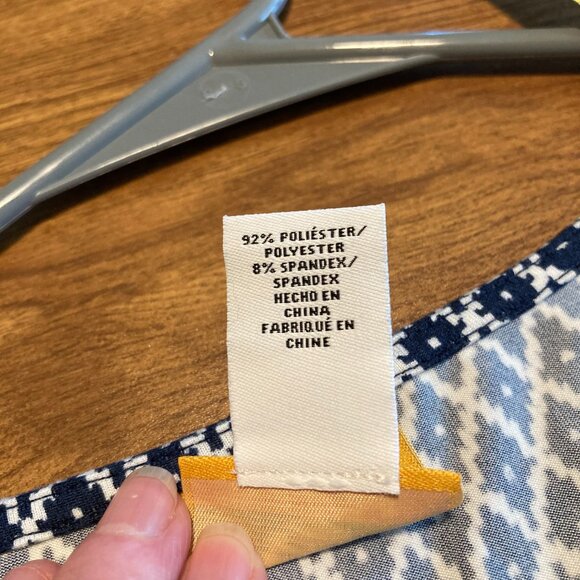 92% POLIÉSTER/
POLYESTER
8% SPANDEX/
SPANDEX
HECHO EN
CHINA
FABRIQUÉ EN
CHINE